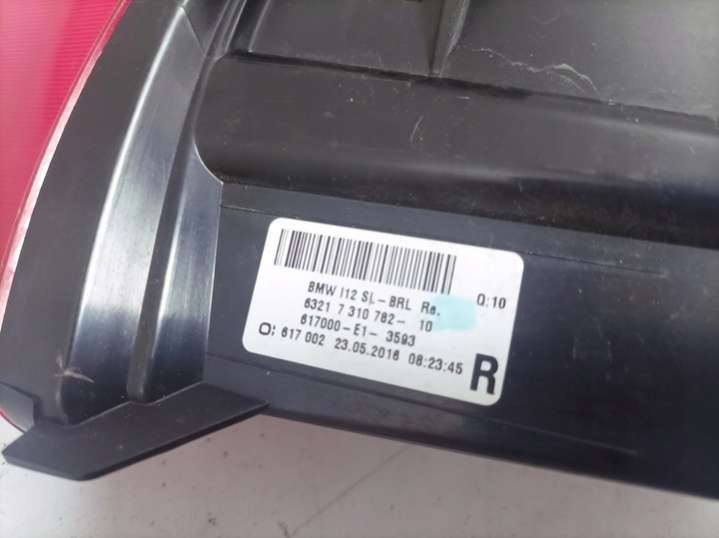 BMW I12 SL-BRL Re. Q:10
6321 7 310 782- 10
617000-E1- 3593
O: 617 002 23.05.2016 08:23:45
R